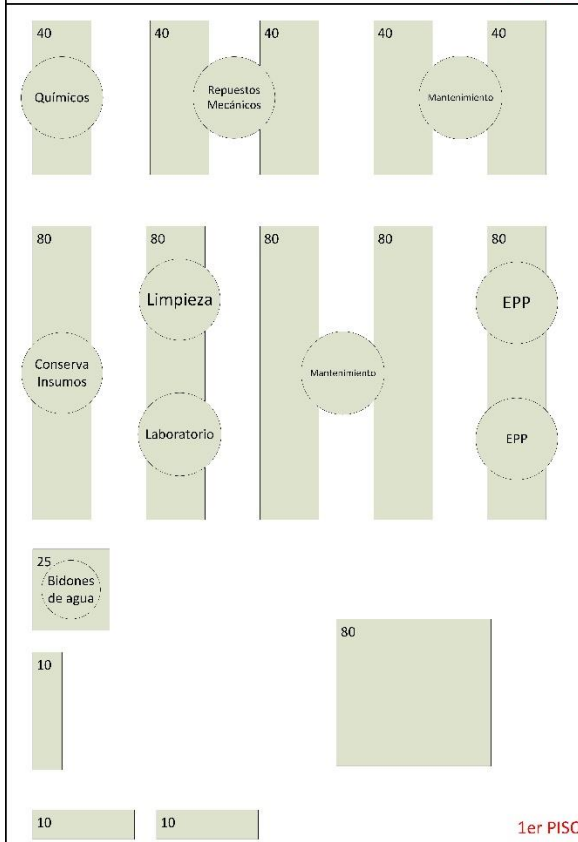 40 40 40 40 40
Químicos
Repuestos
Mecánicos
Mantenimiento
80 80 80 80 80
Limpieza
EPP
Conserva
Insumos
Mantenimiento
Laboratorio
EPP
25
Bidones
de agua
80
10
10 10
1er PISO